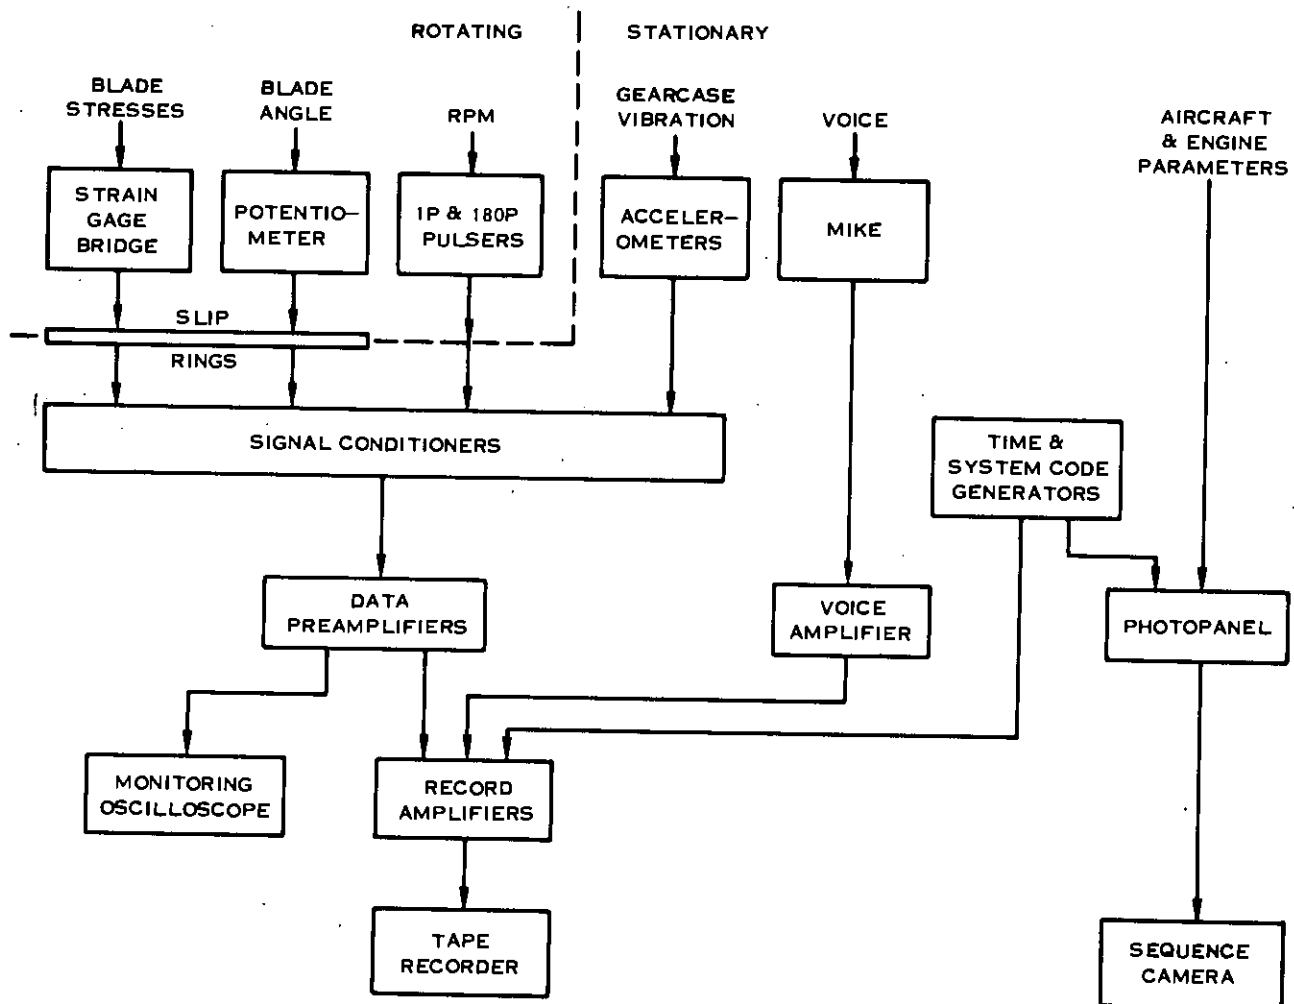 ROTATING
STATIONARY
BLADE
STRESSES
BLADE
ANGLE
RPM
GEARCASE
VIBRATION
VOICE
AIRCRAFT
& ENGINE
PARAMETERS
STRAIN
GAGE
BRIDGE
POTENTIO-
METER
1P & 180P
PULSERS
ACCELER-
OMETERS
MIKE
SLIP
RINGS
SIGNAL CONDITIONERS
TIME &
SYSTEM CODE
GENERATORS
DATA
PREAMPLIFIERS
VOICE
AMPLIFIER
PHOTOPANEL
MONITORING
OSCILLOSCOPE
RECORD
AMPLIFIERS
TAPE
RECORDER
SEQUENCE
CAMERA